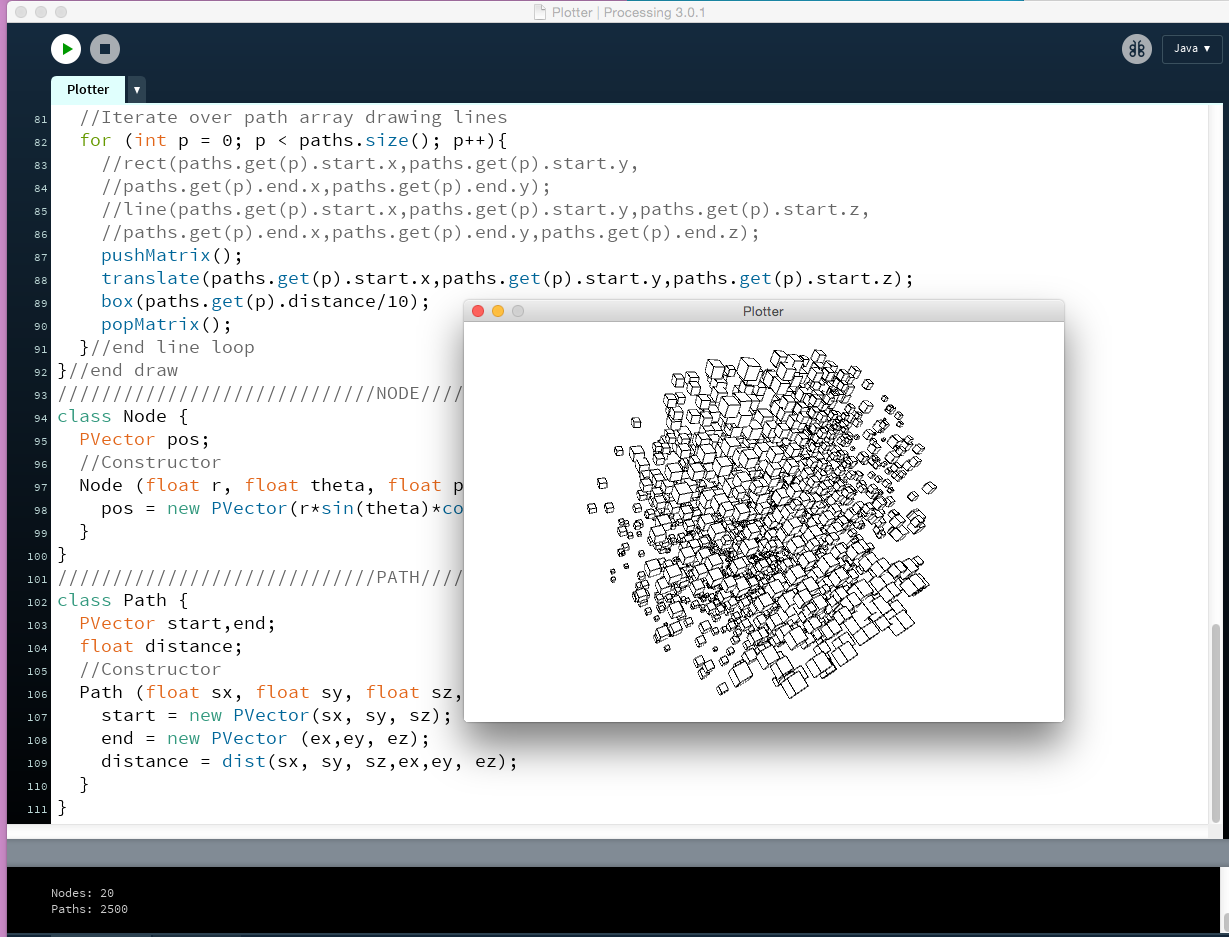 Plotter | Processing 3.0.1
Java ▼
Plotter ▼
81 //Iterate over path array drawing lines
82 for (int p = 0; p < paths.size(); p++){
83 //rect(paths.get(p).start.x,paths.get(p).start.y,
84 //paths.get(p).end.x,paths.get(p).end.y);
85 //line(paths.get(p).start.x,paths.get(p).start.y,paths.get(p).start.z,
86 //paths.get(p).end.x,paths.get(p).end.y,paths.get(p).end.z);
87 pushMatrix();
88 translate(paths.get(p).start.x,paths.get(p).start.y,paths.get(p).start.z);
89 box(paths.get(p).distance/10);
90 popMatrix();
91 }//end line loop
92 }//end draw
93 /////////////////////////////NODE////
94 class Node {
95 PVector pos;
96 //Constructor
97 Node (float r, float theta, float p
98 pos = new PVector(r*sin(theta)*co
99 }
100 }
101 /////////////////////////////PATH////
102 class Path {
103 PVector start,end;
104 float distance;
105 //Constructor
106 Path (float sx, float sy, float sz,
107 start = new PVector(sx, sy, sz);
108 end = new PVector (ex,ey, ez);
109 distance = dist(sx, sy, sz,ex,ey, ez);
110 }
111 }
Plotter
Nodes: 20
Paths: 2500